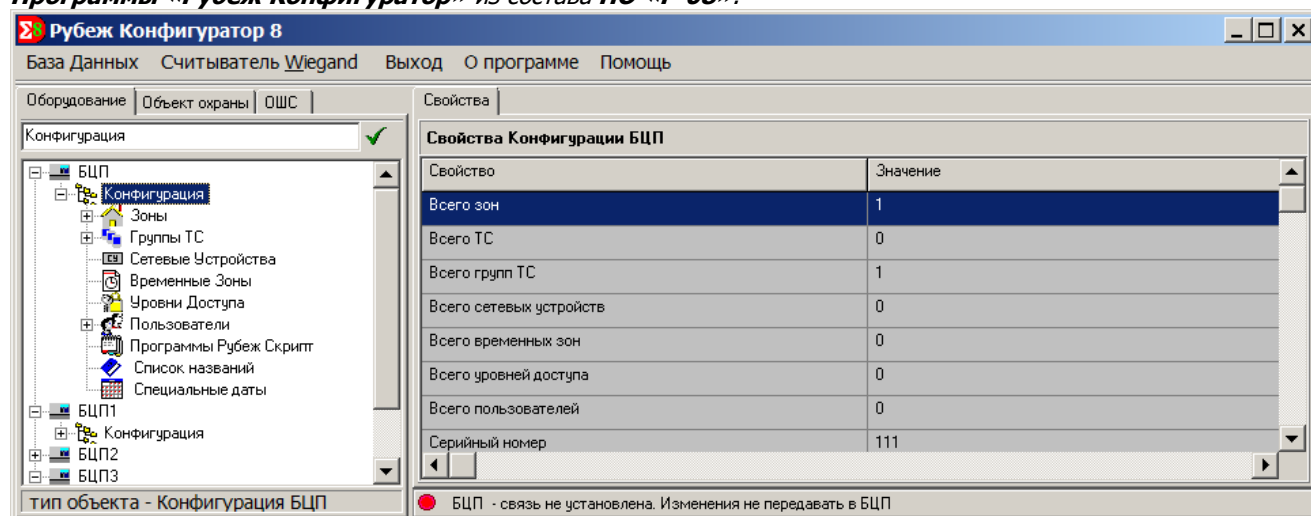 Программы «Рубеж Конфигуратор» из состава ПО «Р-08»:
Рубеж Конфигуратор 8
База Данных Считыватель Wiegand Выход О программе Помощь
Оборудование Объект охраны ОШС
Конфигурация
БЦП
Конфигурация
Зоны
Группы ТС
Сетевые Устройства
Временные Зоны
Уровни Доступа
Пользователи
Программы Рубеж Скрипт
Список названий
Специальные даты
БЦП1
Конфигурация
БЦП2
БЦП3
тип объекта - Конфигурация БЦП
Свойства
Свойства Конфигурации БЦП
Свойство Значение
Всего зон 1
Всего ТС 0
Всего групп ТС 1
Всего сетевых устройств 0
Всего временных зон 0
Всего уровней доступа 0
Всего пользователей 0
Серийный номер 111
БЦП - связь не установлена. Изменения не передавать в БЦП